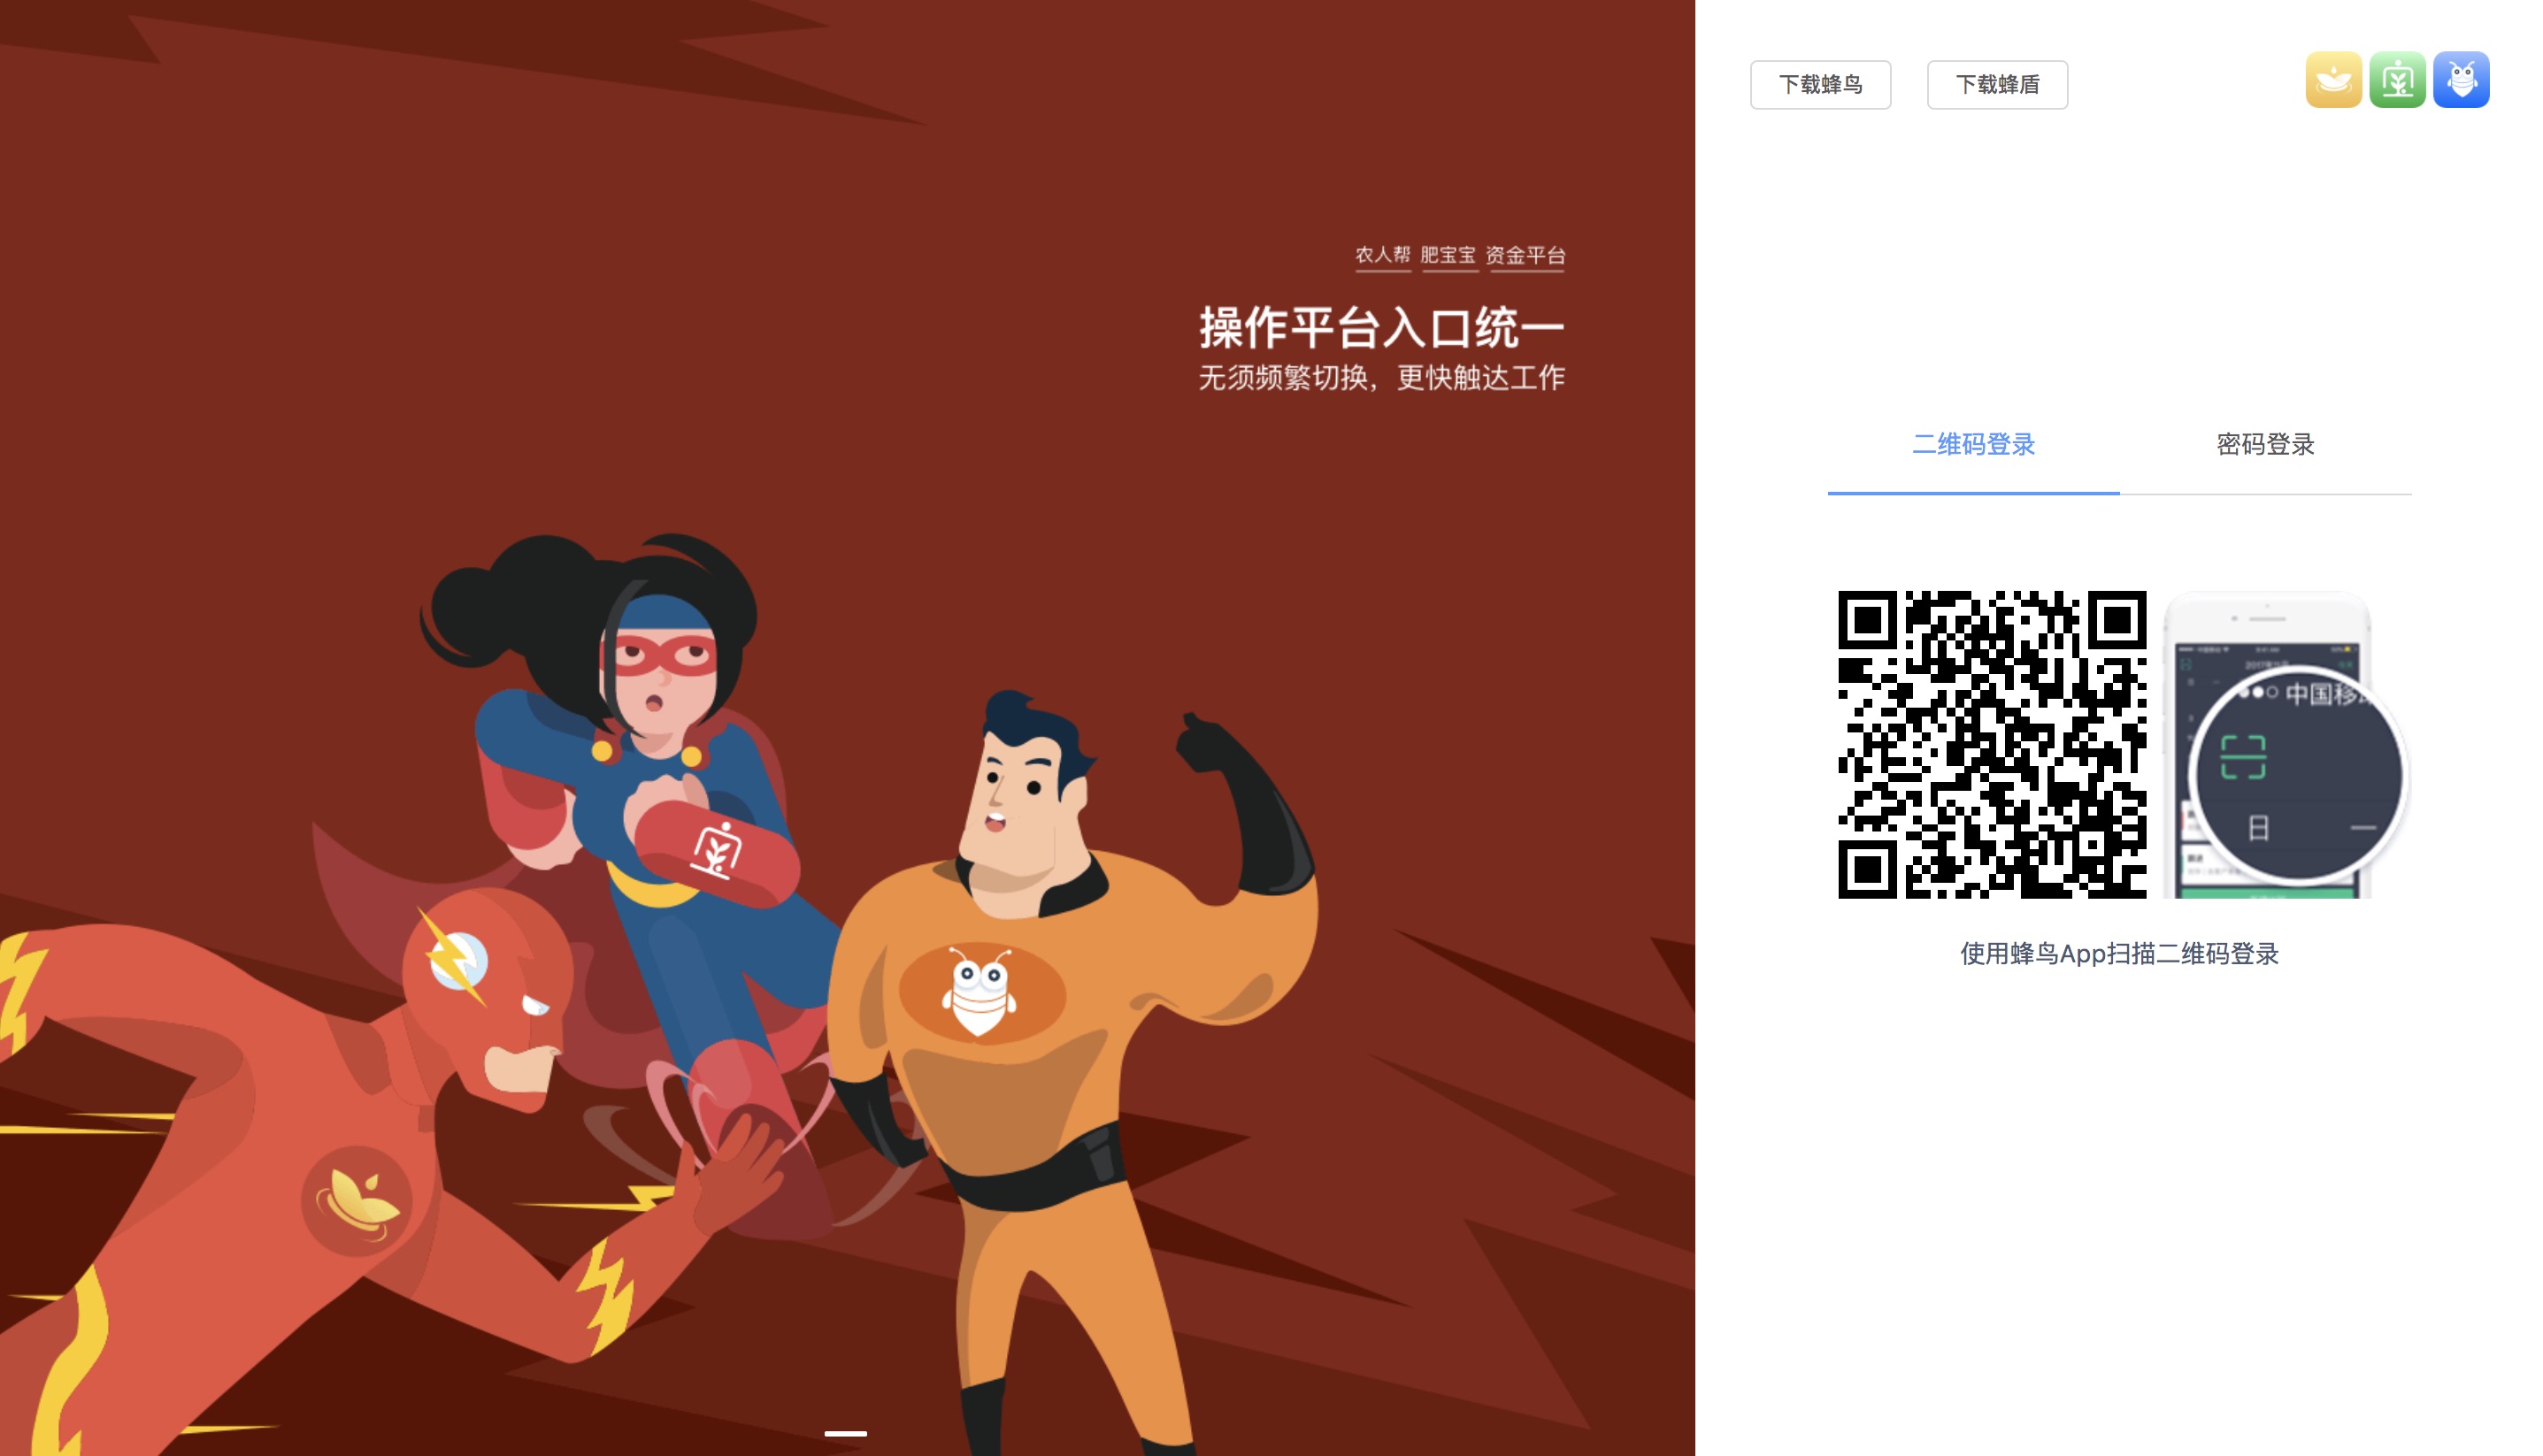 下载蜂鸟 下载蜂盾
农人帮 肥宝宝 资金平台
操作平台入口统一
无须频繁切换，更快触达工作
二维码登录 密码登录
中国移
日 一
使用蜂鸟App扫描二维码登录